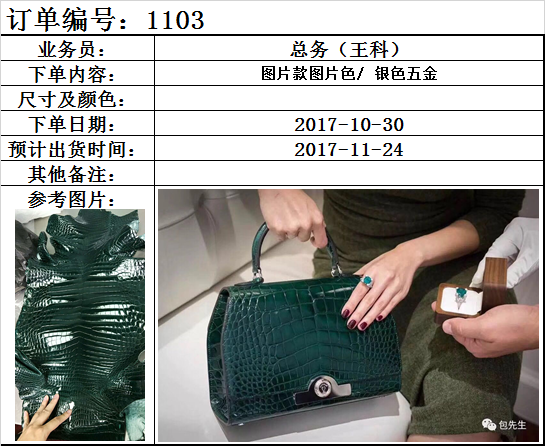 订单编号：1103
业务员： 总务（王科）
下单内容： 图片款图片色/ 银色五金
尺寸及颜色：
下单日期： 2017-10-30
预计出货时间： 2017-11-24
其他备注：
参考图片：
包先生